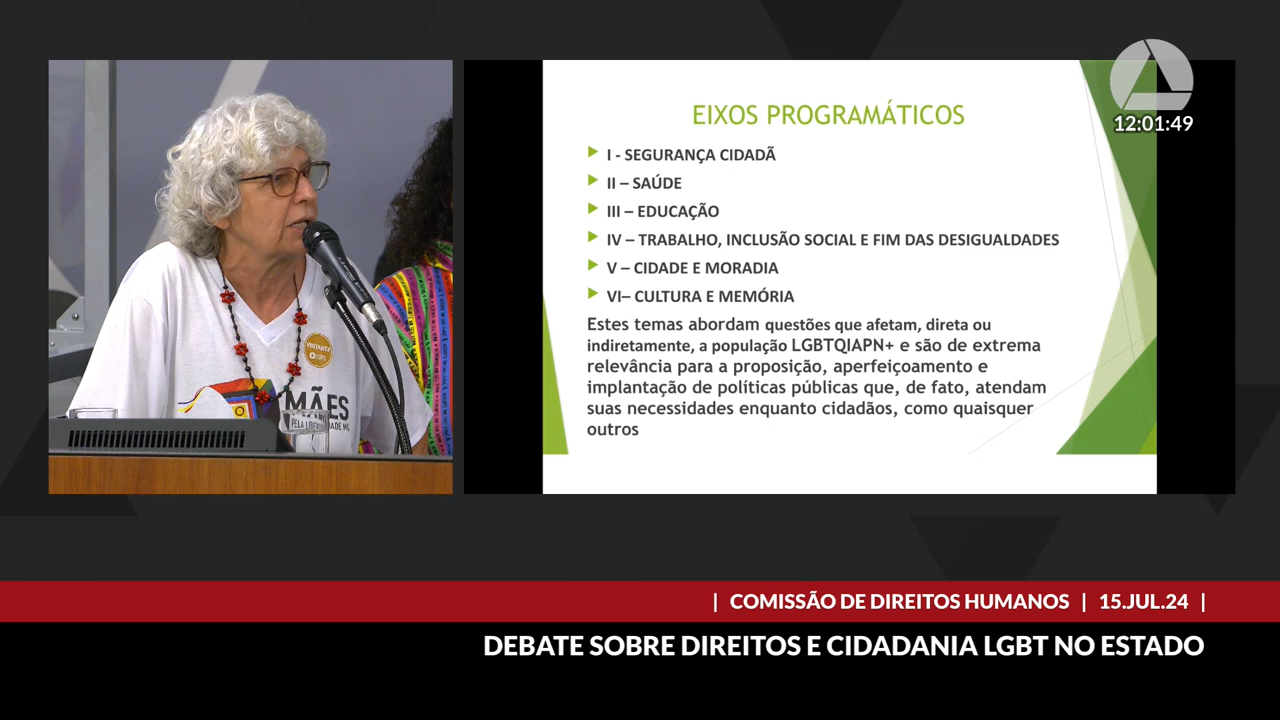 12:01:49
EIXOS PROGRAMÁTICOS
I - SEGURANÇA CIDADÃ
II – SAÚDE
III – EDUCAÇÃO
IV – TRABALHO, INCLUSÃO SOCIAL E FIM DAS DESIGUALDADES
V – CIDADE E MORADIA
VI– CULTURA E MEMÓRIA
Estes temas abordam questões que afetam, direta ou
indiretamente, a população LGBTQIAPN+ e são de extrema
relevância para a proposição, aperfeiçoamento e
implantação de políticas públicas que, de fato, atendam
suas necessidades enquanto cidadãos, como quaisquer
outros
VISITANTE
MÃES
PELA
| COMISSÃO DE DIREITOS HUMANOS | 15.JUL.24 |
DEBATE SOBRE DIREITOS E CIDADANIA LGBT NO ESTADO